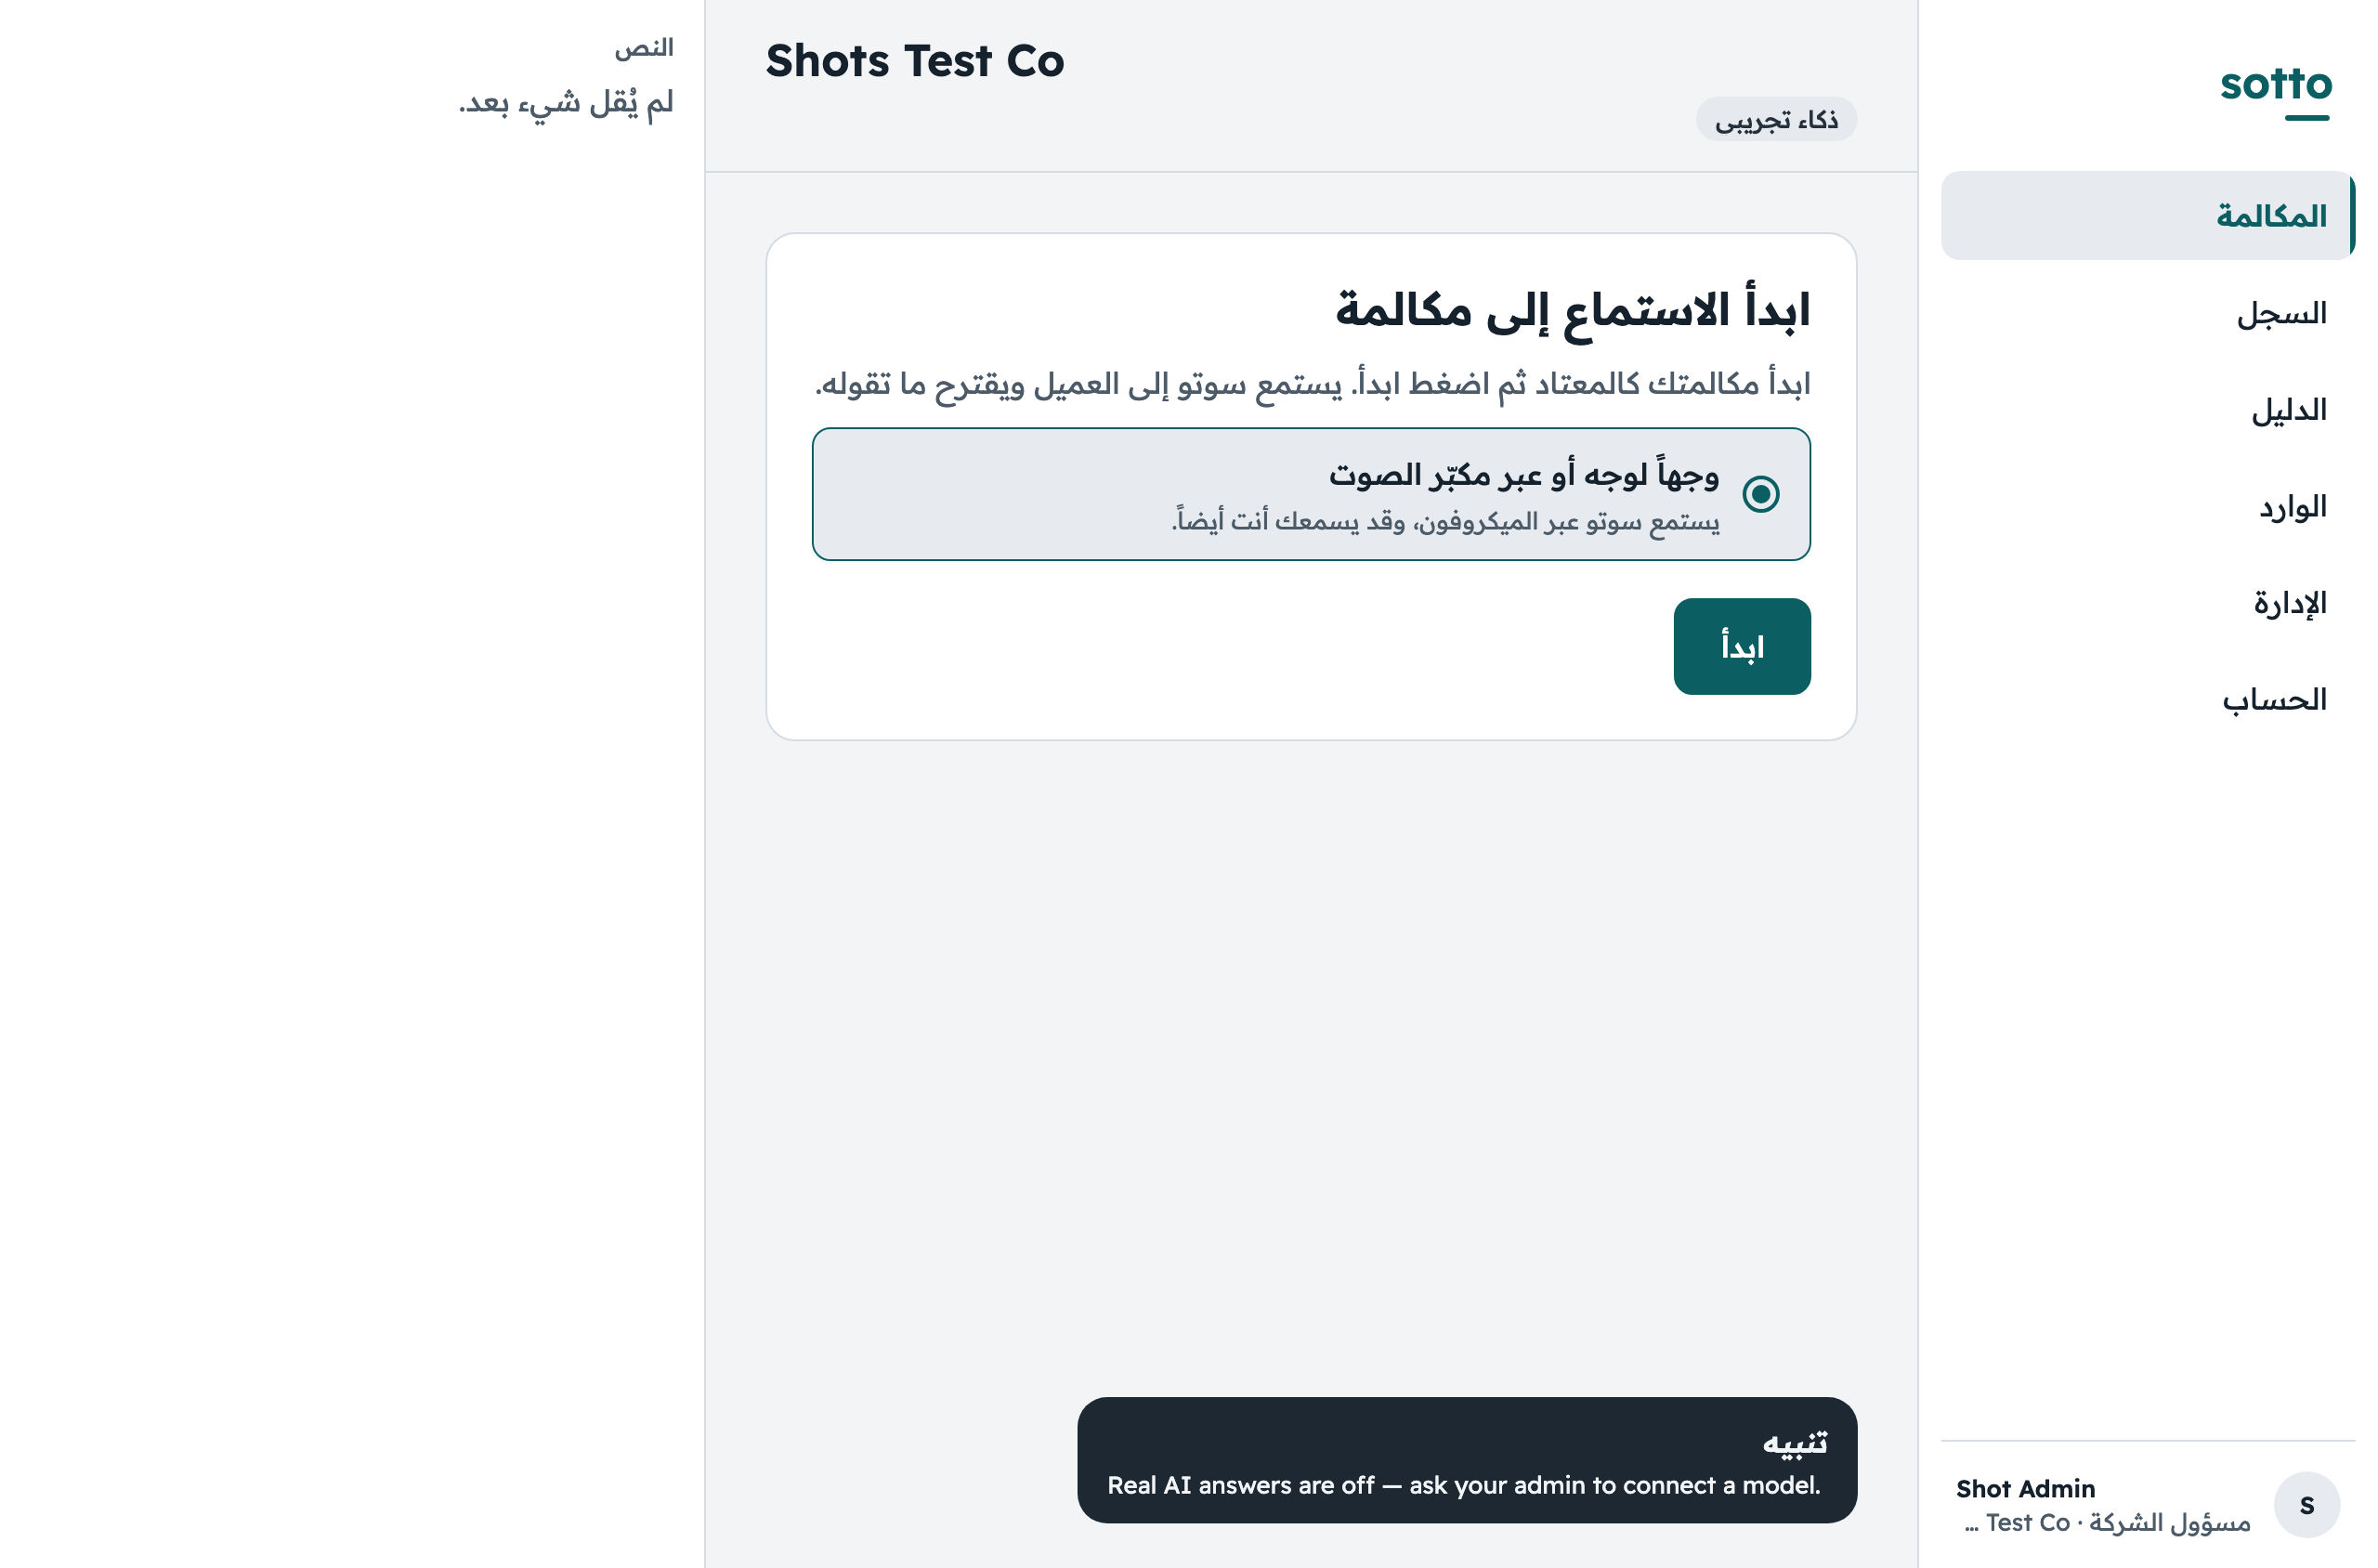 sotto
المكالمة
السجل
الدليل
الوارد
الإدارة
الحساب
S
Shot Admin
مسؤول الشركة · Test Co ...
Shots Test Co
ذكاء تجريبي
ابدأ الاستماع إلى مكالمة
ابدأ مكالمتك كالمعتاد ثم اضغط ابدأ. يستمع سوتو إلى العميل ويقترح ما تقوله.
وجهاً لوجه أو عبر مكبّر الصوت
يستمع سوتو عبر الميكروفون، وقد يسمعك أنت أيضاً.
ابدأ
تنبيه
Real AI answers are off — ask your admin to connect a model.
النص
لم يُقل شيء بعد.